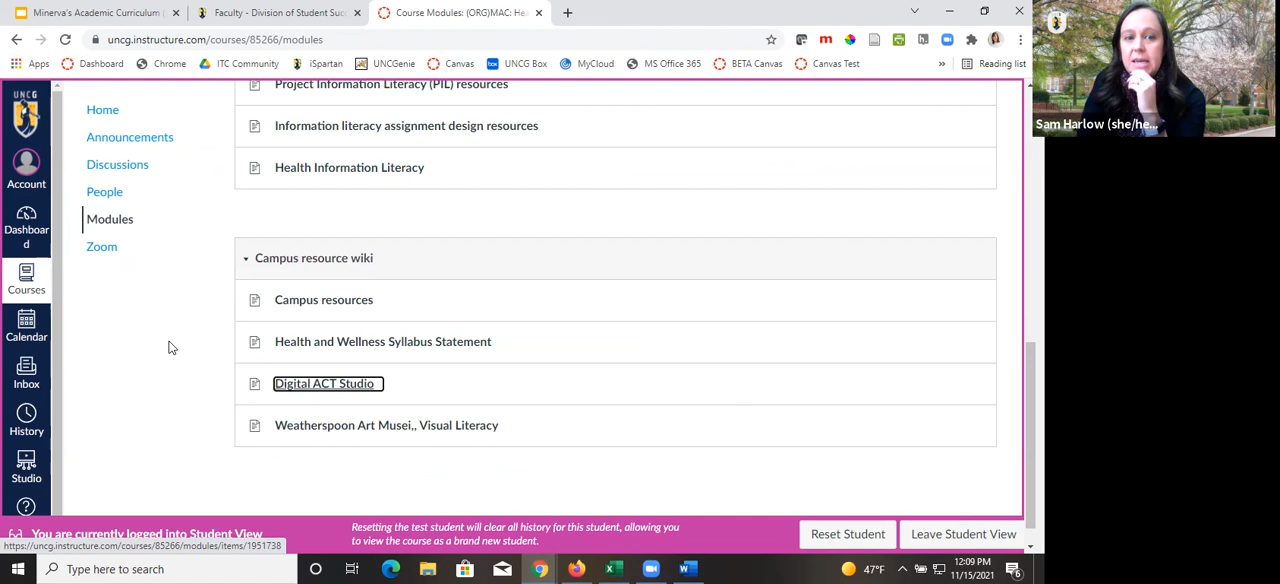 Minerva's Academic Curriculum
Faculty - Division of Student Succ
Course Modules: (ORG)MAC: Hea
uncg.instructure.com/courses/85266/modules
Apps
Dashboard
Chrome
ITC Community
iSpartan
UNCGenie
Canvas
UNCG Box
MyCloud
MS Office 365
BETA Canvas
Canvas Test
»
Reading list
Sam Harlow (she/he...
UNCG
Account
Dashboar
d
Courses
Calendar
Inbox
History
Studio
Home
Announcements
Discussions
People
Modules
Zoom
Project Information Literacy (PIL) resources
Information literacy assignment design resources
Health Information Literacy
Campus resource wiki
Campus resources
Health and Wellness Syllabus Statement
Digital ACT Studio
Weatherspoon Art Musei,, Visual Literacy
You are currently logged into Student View
Resetting the test student will clear all history for this student, allowing you
to view the course as a brand new student.
Reset Student
Leave Student View
https://uncg.instructure.com/courses/85266/modules/items/1951738
Type here to search
47°F
12:09 PM
11/15/2021
6